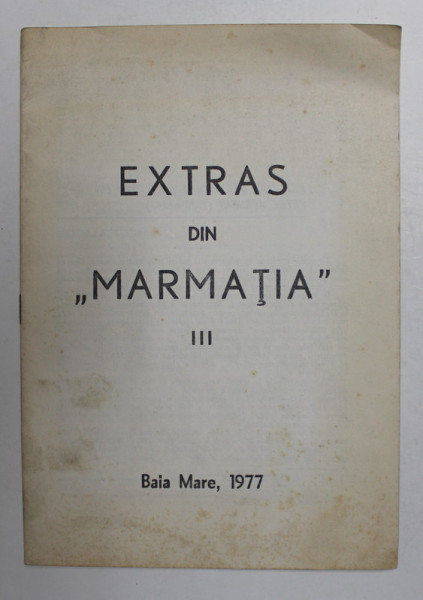 EXTRAS
DIN
„MARMAŢIA”
III
Baia Mare, 1977